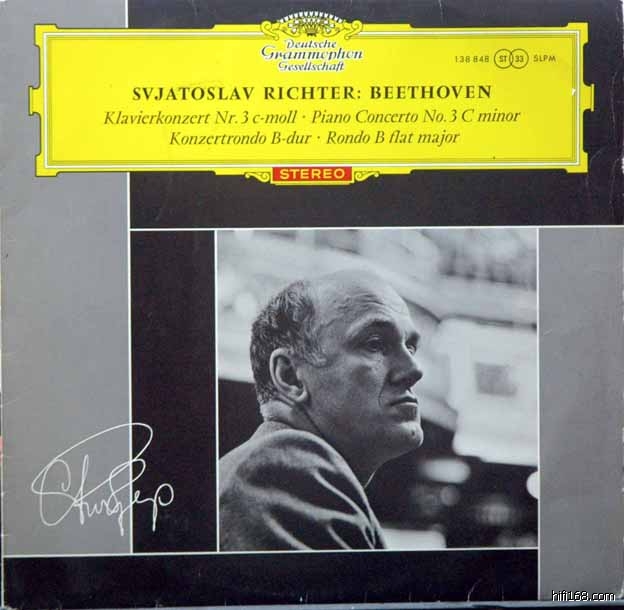 Deutsche
Grammophon
Gesellschaft
138 848 ST 33 SLPM
SVJATOSLAV RICHTER: BEETHOVEN
Klavierkonzert Nr. 3 c-moll · Piano Concerto No. 3 C minor
Konzertrondo B-dur · Rondo B flat major
STEREO
hifi168.com